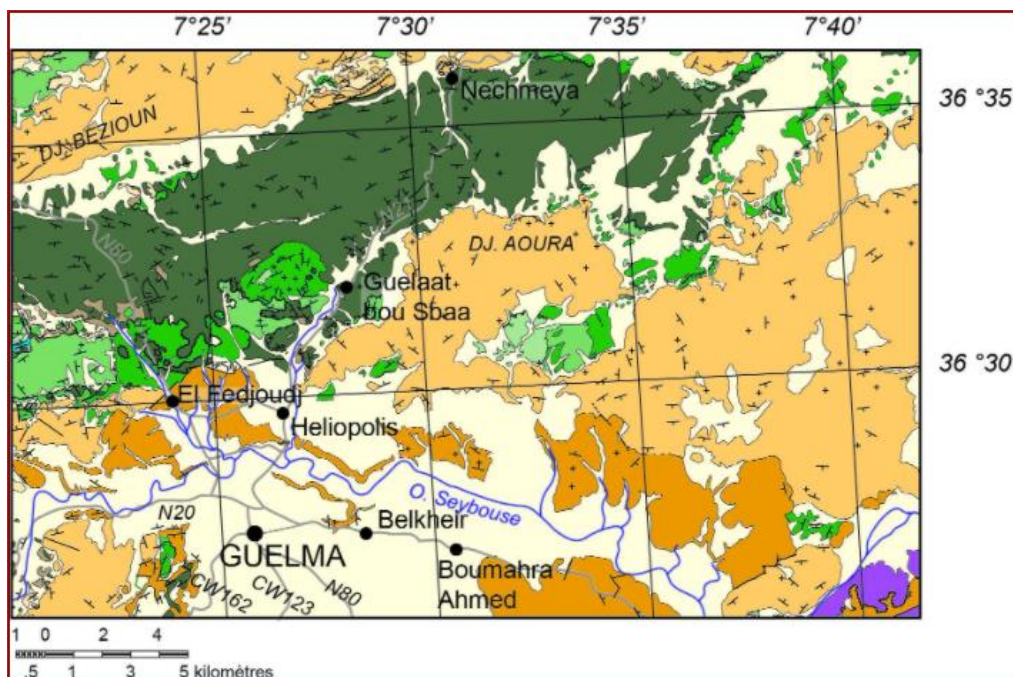 7°25’ 7°30’ 7°35’ 7°40’
Nechmeya
36°35’
DJ. BEZIOUN
N80
N21
DJ. AOURA
Guelaat
bou Sbaa
36°30’
El Fedjoudj
Heliopolis
O. Seybouse
N20
Belkheir
GUELMA
Boumahra
Ahmed
CW162
CW123
N80
1 0 2 4
.5 1 3 5 kilomètres